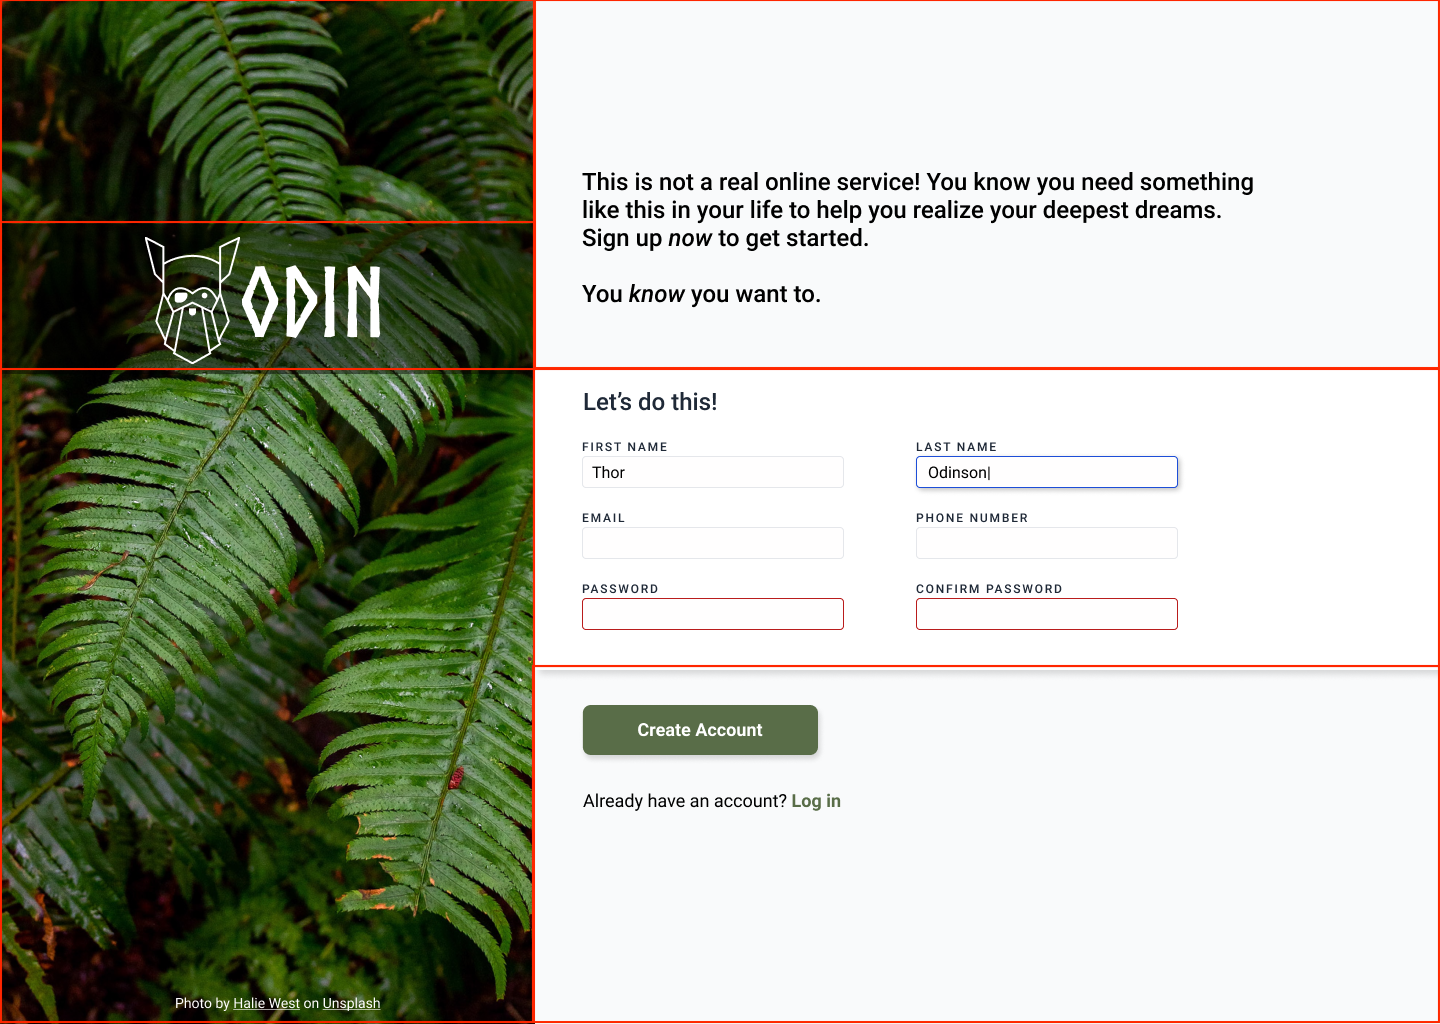 ODIN
Photo by Halie West on Unsplash
This is not a real online service! You know you need something
like this in your life to help you realize your deepest dreams.
Sign up now to get started.
You know you want to.
Let’s do this!
FIRST NAME
Thor
LAST NAME
Odinson|
EMAIL
PHONE NUMBER
PASSWORD
CONFIRM PASSWORD
Create Account
Already have an account? Log in